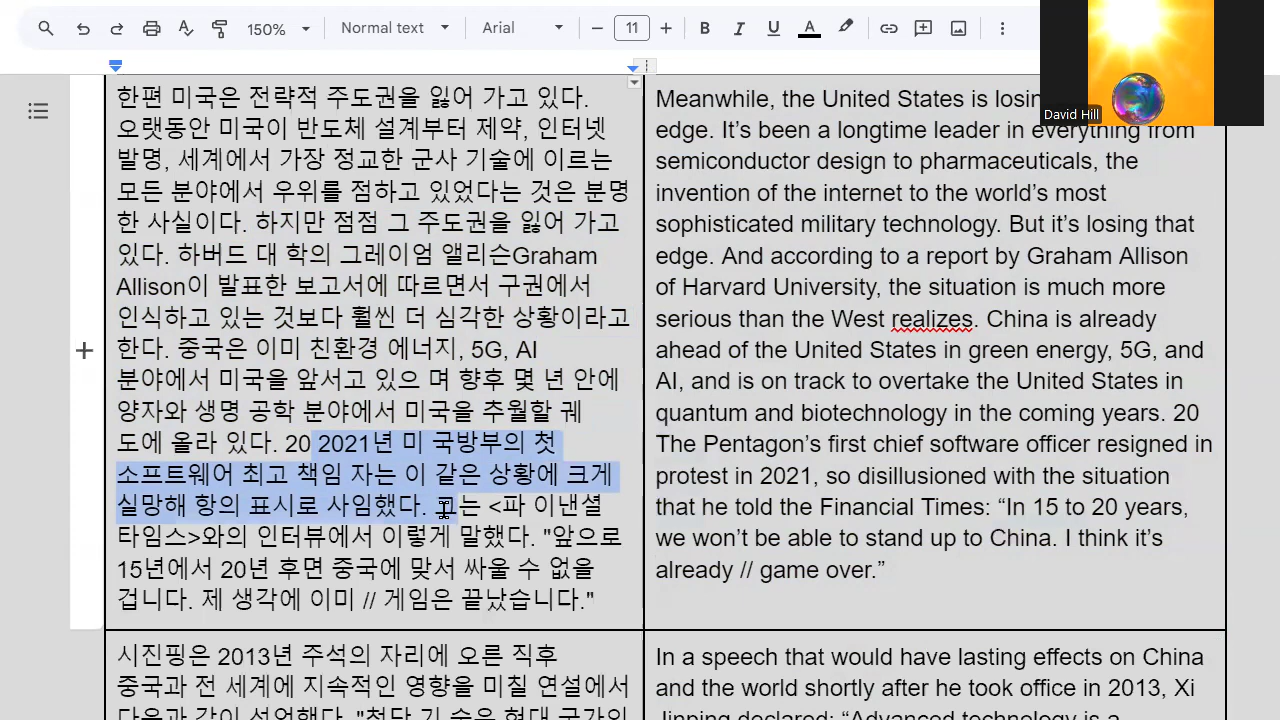 150%
Normal text
Arial
11
B
I
U
A
David Hill
한편 미국은 전략적 주도권을 잃어 가고 있다.
오랫동안 미국이 반도체 설계부터 제약, 인터넷
발명, 세계에서 가장 정교한 군사 기술에 이르는
모든 분야에서 우위를 점하고 있었다는 것은 분명
한 사실이다. 하지만 점점 그 주도권을 잃어 가고
있다. 하버드 대 학의 그레이엄 앨리슨Graham
Allison이 발표한 보고서에 따르면서 구권에서
인식하고 있는 것보다 훨씬 더 심각한 상황이라고
한다. 중국은 이미 친환경 에너지, 5G, AI
분야에서 미국을 앞서고 있으 며 향후 몇 년 안에
양자와 생명 공학 분야에서 미국을 추월할 궤
도에 올라 있다. 20 2021년 미 국방부의 첫
소프트웨어 최고 책임 자는 이 같은 상황에 크게
실망해 항의 표시로 사임했다. 그는 <파 이낸셜
타임스>와의 인터뷰에서 이렇게 말했다. "앞으로
15년에서 20년 후면 중국에 맞서 싸울 수 없을
겁니다. 제 생각에 이미 // 게임은 끝났습니다."
Meanwhile, the United States is losin
edge. It’s been a longtime leader in everything from
semiconductor design to pharmaceuticals, the
invention of the internet to the world’s most
sophisticated military technology. But it’s losing that
edge. And according to a report by Graham Allison
of Harvard University, the situation is much more
serious than the West realizes. China is already
ahead of the United States in green energy, 5G, and
AI, and is on track to overtake the United States in
quantum and biotechnology in the coming years. 20
The Pentagon’s first chief software officer resigned in
protest in 2021, so disillusioned with the situation
that he told the Financial Times: “In 15 to 20 years,
we won’t be able to stand up to China. I think it’s
already // game over.”
시진핑은 2013년 주석의 자리에 오른 직후
중국과 전 세계에 지속적인 영향을 미칠 연설에서
다음과 같이 선언했다. "첨단 기 술은 현대 국가의
In a speech that would have lasting effects on China
and the world shortly after he took office in 2013, Xi
Jinping declared: “Advanced technology is a